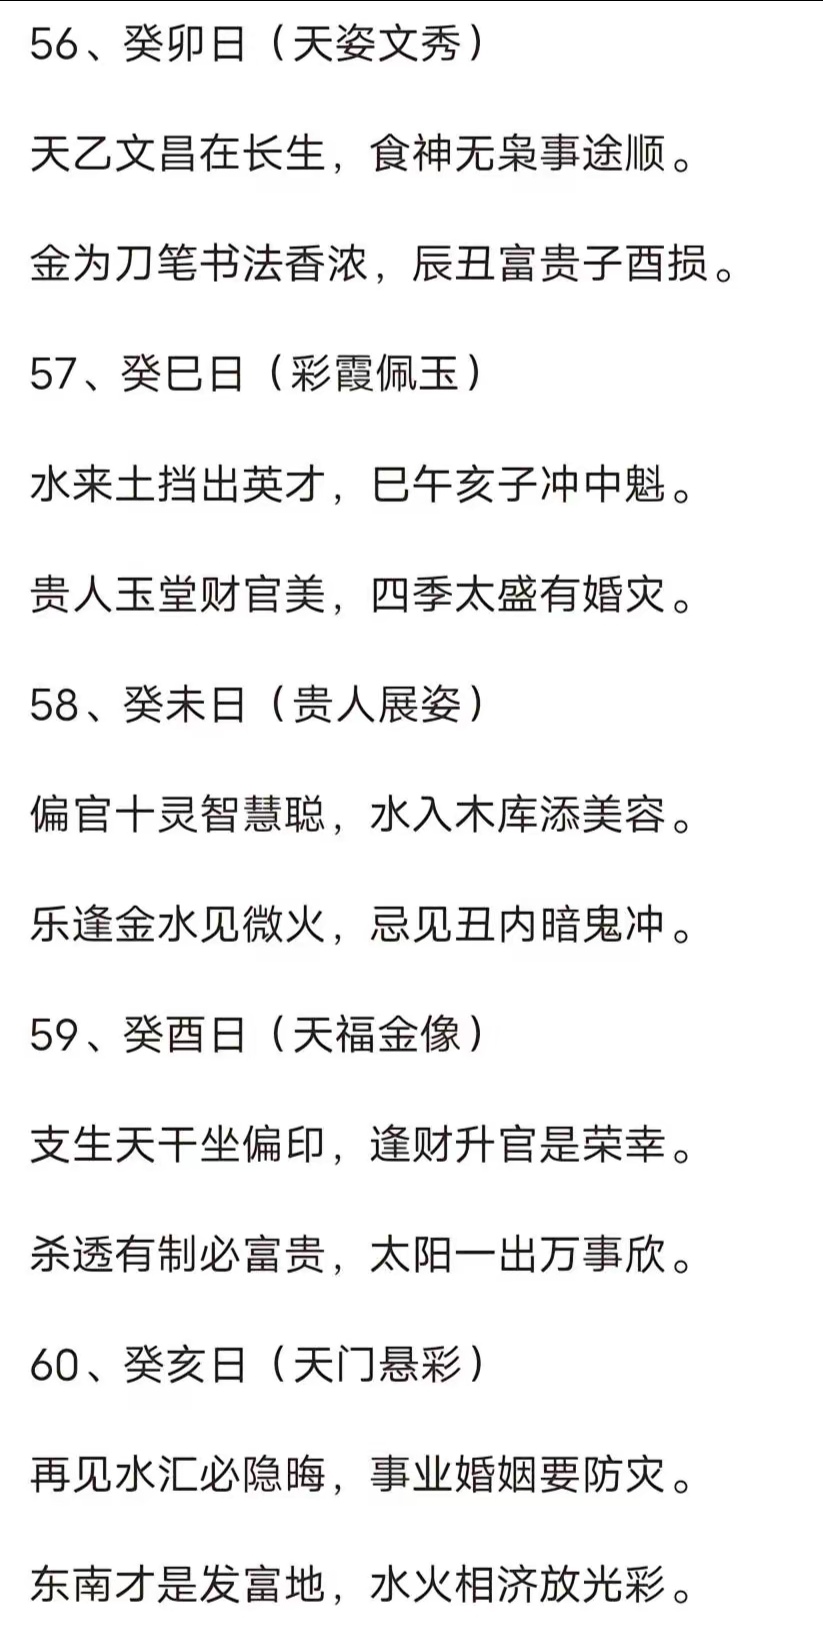 56、癸卯日（天姿文秀）
天乙文昌在长生，食神无枭事途顺。
金为刀笔书法香浓，辰丑富贵子酉损。
57、癸巳日（彩霞佩玉）
水来土挡出英才，巳午亥子冲中魁。
贵人玉堂财官美，四季太盛有婚灾。
58、癸未日（贵人展姿）
偏官十灵智慧聪，水入木库添美容。
乐逢金水见微火，忌见丑内暗鬼冲。
59、癸酉日（天福金像）
支生天干坐偏印，逢财升官是荣幸。
杀透有制必富贵，太阳一出万事欣。
60、癸亥日（天门悬彩）
再见水汇必隐晦，事业婚姻要防灾。
东南才是发富地，水火相济放光彩。